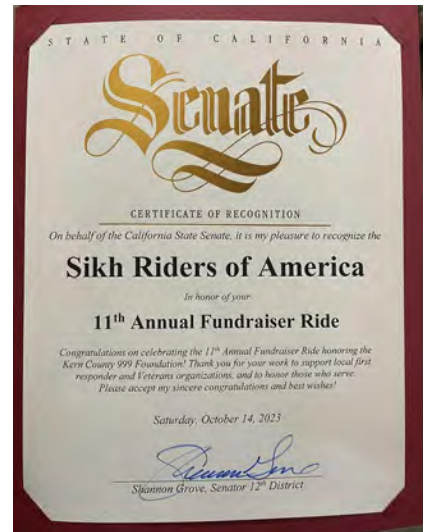 STATE OF CALIFORNIA
Senate
CERTIFICATE OF RECOGNITION
On behalf of the California State Senate, it is my pleasure to recognize the
Sikh Riders of America
In honor of your
11th Annual Fundraiser Ride
Congratulations on celebrating the 11th Annual Fundraiser Ride honoring the
Kern County 999 Foundation! Thank you for your work to support local first
responder and Veterans organizations, and to honor those who serve.
Please accept my sincere congratulations and best wishes!
Saturday, October 14, 2023
Shannon Grove, Senator 12th District